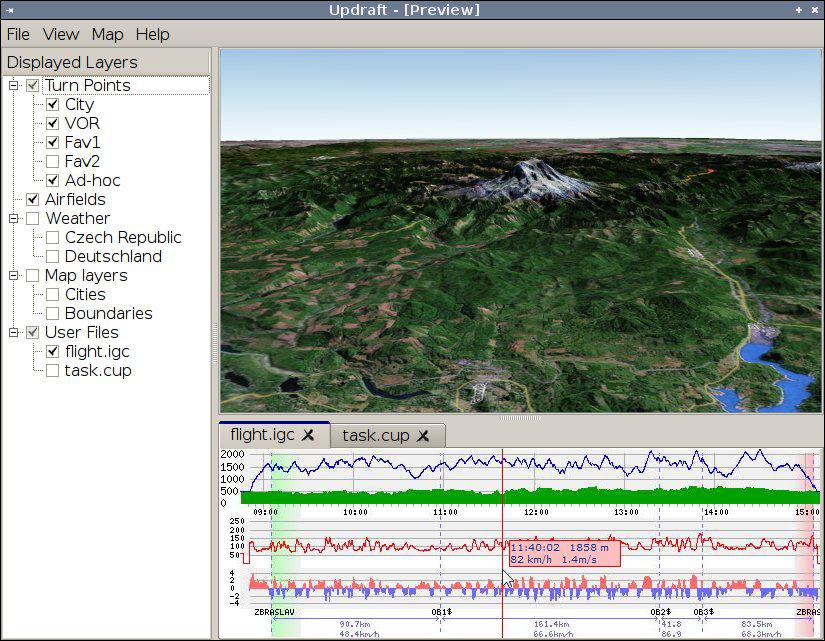 Updraft - [Preview]
File View Map Help
Displayed Layers
Turn Points
City
VOR
Fav1
Fav2
Ad-hoc
Airfields
Weather
Czech Republic
Deutschland
Map layers
Cities
Boundaries
User Files
flight.igc
task.cup
flight.igc task.cup
2000
1500
1000
500
0
09:00 10:00 11:00 12:00 13:00 14:00 15:00
250
200
150
100
50
11:40:02 1858 m
82 km/h 1.4m/s
4
2
0
-2
-4
ZBRASLAV OB1$ OB2$ OB3$ ZBRAS
90.7km 161.4km 41.8 83.5km
48.4km/h 66.6km/h 86.9 68.3km/h